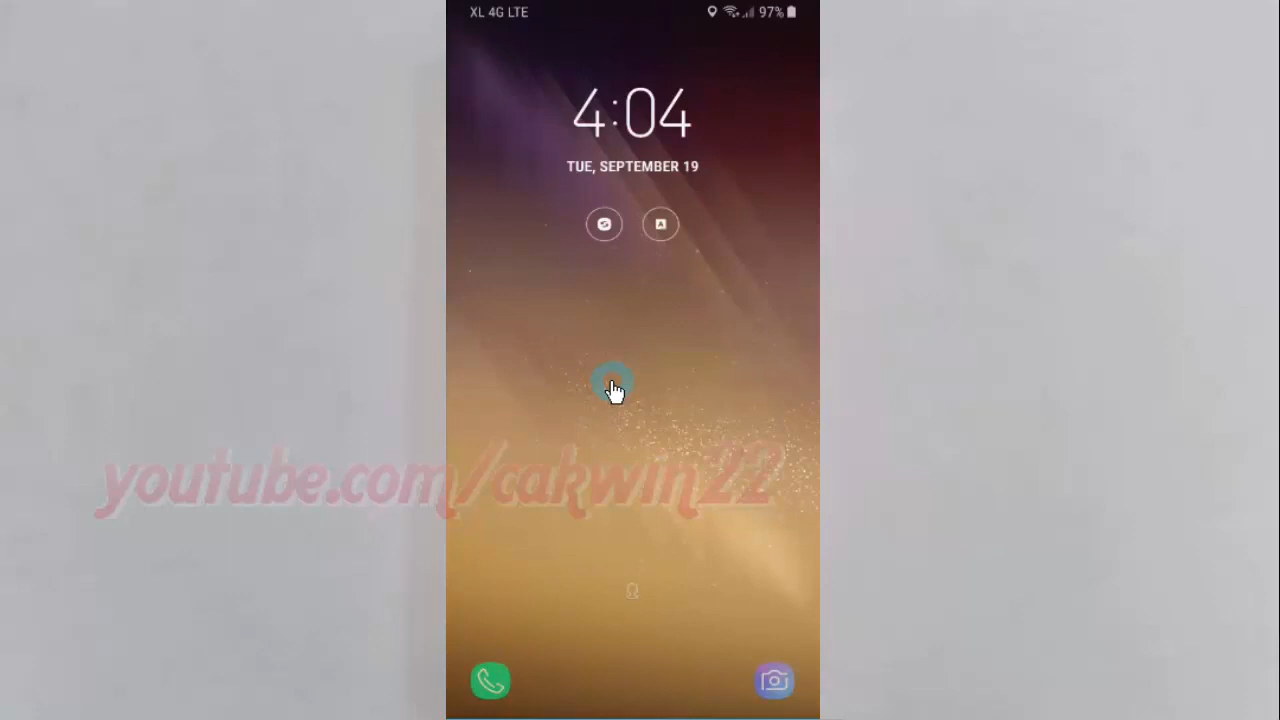 XL 4G LTE 97%
4:04
TUE, SEPTEMBER 19
A
youtube.com/cakwin22